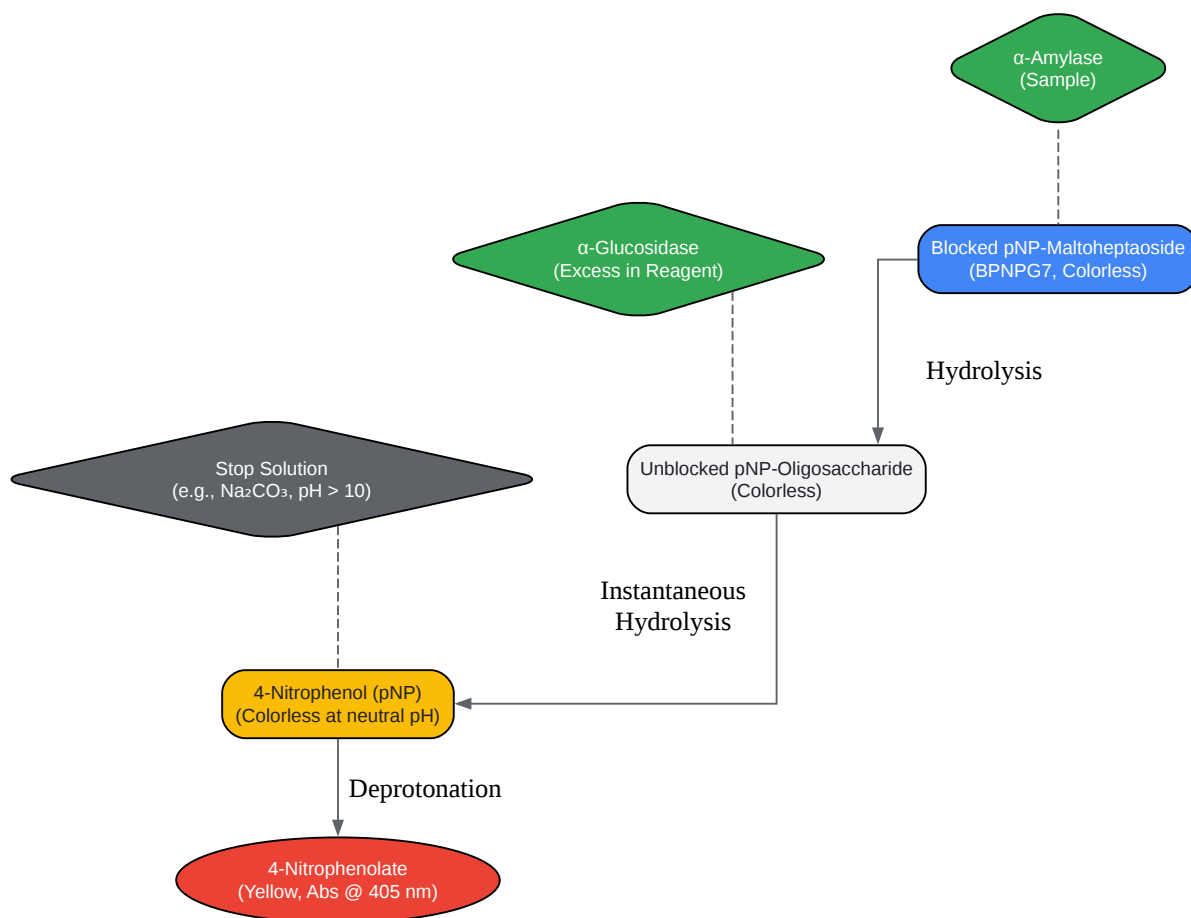 α-Amylase
(Sample)
α-Glucosidase
(Excess in Reagent)
Blocked pNP-Maltoheptaoside
(BPNPG7, Colorless)
Hydrolysis
Stop Solution
(e.g., Na₂CO₃, pH > 10)
Unblocked pNP-Oligosaccharide
(Colorless)
Instantaneous
Hydrolysis
4-Nitrophenol (pNP)
(Colorless at neutral pH)
Deprotonation
4-Nitrophenolate
(Yellow, Abs @ 405 nm)